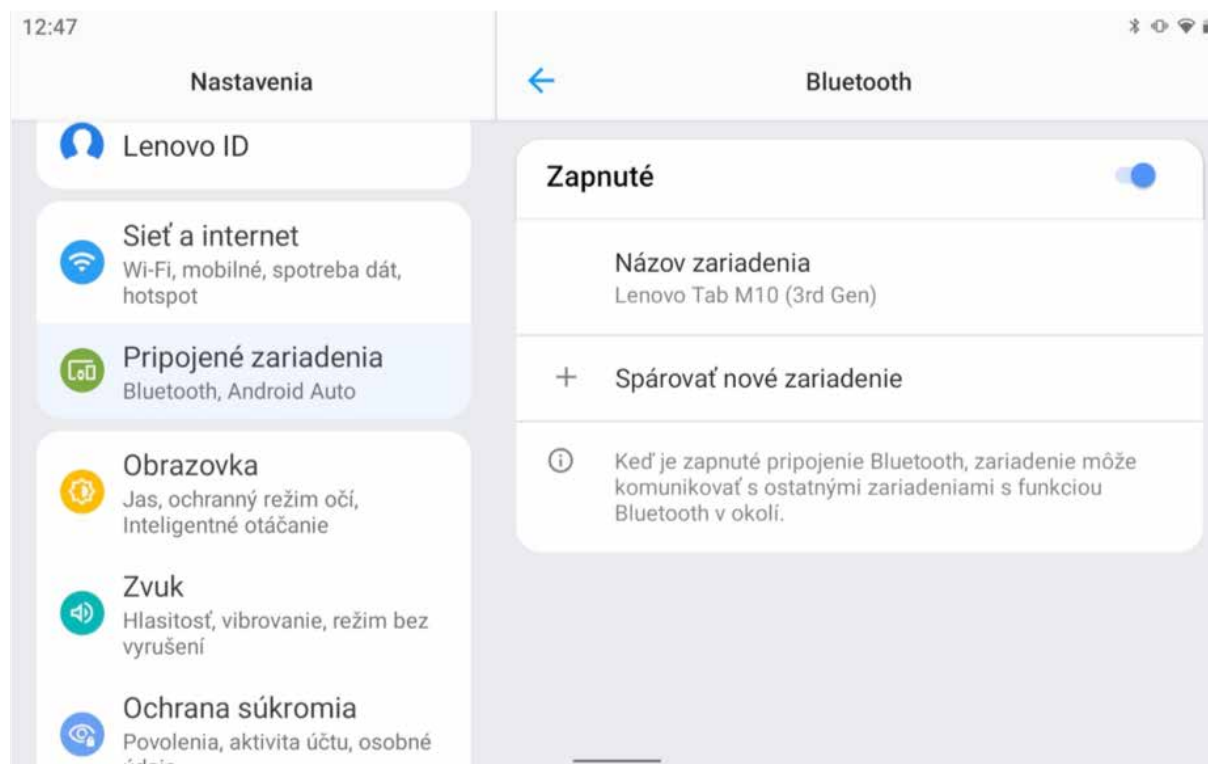 12:47
Nastavenia
Lenovo ID
Sieť a internet
Wi-Fi, mobilné, spotreba dát,
hotspot
Pripojené zariadenia
Bluetooth, Android Auto
Obrazovka
Jas, ochranný režim očí,
Inteligentné otáčanie
Zvuk
Hlasitosť, vibrovanie, režim bez
vyrušení
Ochrana súkromia
Povolenia, aktivita účtu, osobné
Bluetooth
Zapnuté
Názov zariadenia
Lenovo Tab M10 (3rd Gen)
Spárovať nové zariadenie
Keď je zapnuté pripojenie Bluetooth, zariadenie môže
komunikovať s ostatnými zariadeniami s funkciou
Bluetooth v okolí.